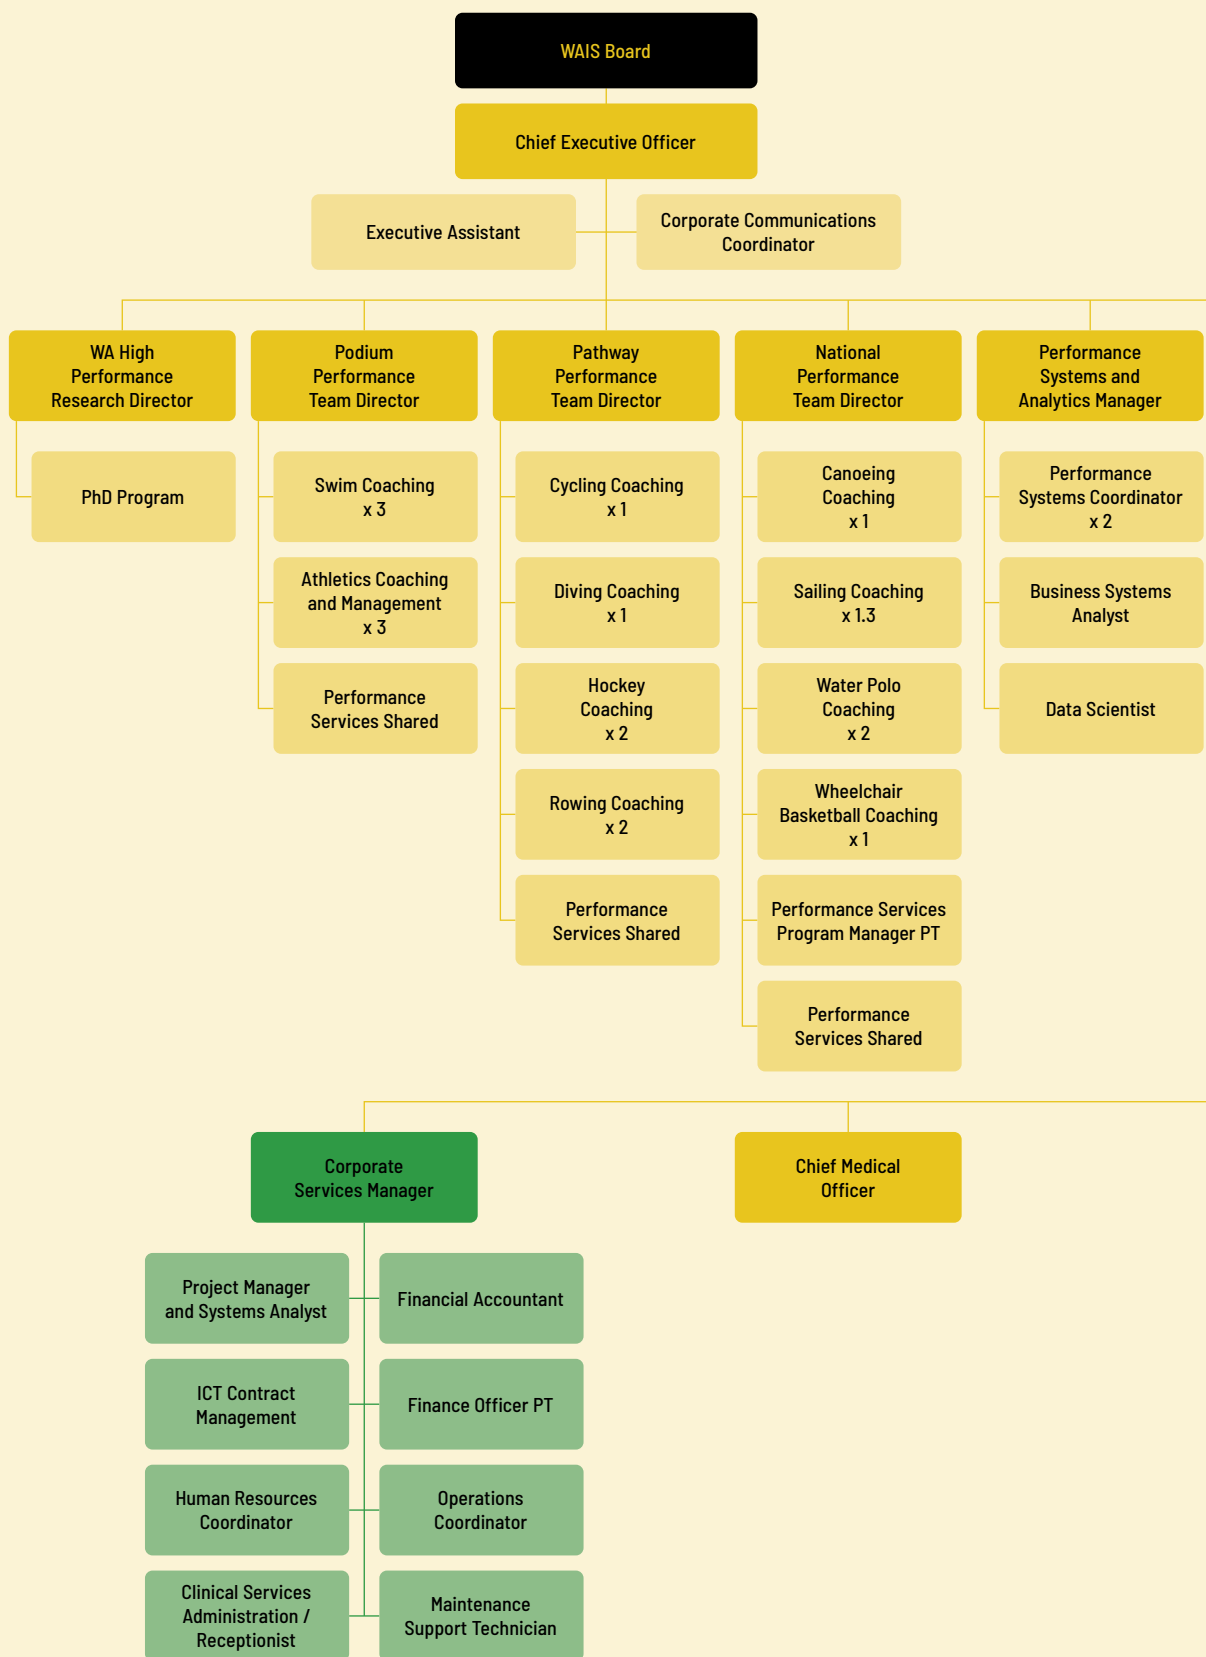 WAIS Board
Chief Executive Officer
Executive Assistant
Corporate Communications
Coordinator
WA High
Performance
Research Director
Podium
Performance
Team Director
Pathway
Performance
Team Director
National
Performance
Team Director
Performance
Systems and
Analytics Manager
PhD Program
Swim Coaching
x 3
Athletics Coaching
and Management
x 3
Performance
Services Shared
Cycling Coaching
x 1
Diving Coaching
x 1
Hockey
Coaching
x 2
Rowing Coaching
x 2
Performance
Services Shared
Canoeing
Coaching
x 1
Sailing Coaching
x 1.3
Water Polo
Coaching
x 2
Wheelchair
Basketball Coaching
x 1
Performance Services
Program Manager PT
Performance
Services Shared
Performance
Systems Coordinator
x 2
Business Systems
Analyst
Data Scientist
Corporate
Services Manager
Chief Medical
Officer
Project Manager
and Systems Analyst
Financial Accountant
ICT Contract
Management
Finance Officer PT
Human Resources
Coordinator
Operations
Coordinator
Clinical Services
Administration /
Receptionist
Maintenance
Support Technician